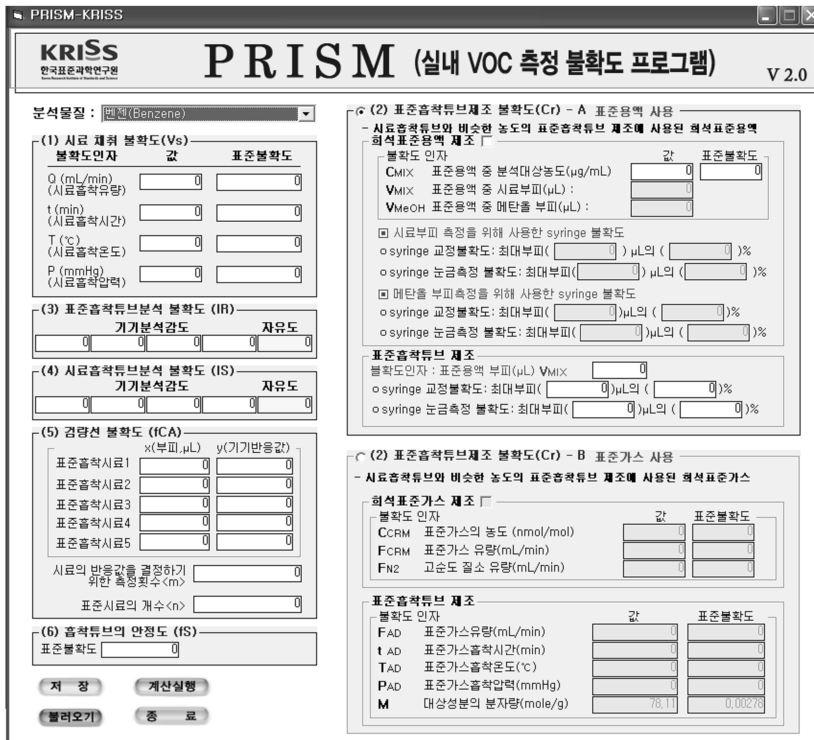 PRISM-KRISS
KRISS
한국표준과학연구원
PRISM (실내 VOC 측정 불확도 프로그램)
V 2.0
분석물질 : 벤젠(Benzene)
(1) 시료 채취 불확도(Vs)
불확도인자 값 표준불확도
Q (mL/min) 0 0
(시료흡착유량)
t (min) 0 0
(시료흡착시간)
T (℃) 0 0
(시료흡착온도)
P (mmHg) 0 0
(시료흡착압력)
(3) 표준흡착튜브분석 불확도 (IR)
기기분석감도 자유도
0 0 0 0 0
(4) 시료흡착튜브분석 불확도 (IS)
기기분석감도 자유도
0 0 0 0 0
(5) 검량선 불확도 (fCA)
x(부피,μL) y(기기반응값)
표준흡착시료1 0 0
표준흡착시료2 0 0
표준흡착시료3 0 0
표준흡착시료4 0 0
표준흡착시료5 0 0
시료의 반응값을 결정하기
위한 측정횟수<m> 0
표준시료의 개수<n> 0
(6) 흡착튜브의 안정도 (fS)
표준불확도 0
저 장 계산실행
불러오기 종 료
(2) 표준흡착튜브제조 불확도(Cr) - A 표준용액 사용
- 시료흡착튜브와 비슷한 농도의 표준흡착튜브 제조에 사용된 희석표준용액
희석표준용액 제조
불확도 인자 값 표준불확도
CMIX 표준용액 중 분석대상농도(μg/mL) 0 0
VMIX 표준용액 중 시료부피(μL) : 0
VMeOH 표준용액 중 메탄올 부피(μL) : 0
시료부피 측정을 위해 사용한 syringe 불확도
syringe 교정불확도: 최대부피( 0 ) μL의 ( 0 )%
syringe 눈금측정 불확도: 최대부피( 0 ) μL의 ( 0 )%
메탄올 부피측정을 위해 사용한 syringe 불확도
syringe 교정불확도: 최대부피( 0 )μL의 ( 0 )%
syringe 눈금측정 불확도: 최대부피( 0 )μL의 ( 0 )%
표준흡착튜브 제조
불확도인자 : 표준용액 부피(μL) VMIX 0
syringe 교정불확도: 최대부피( 0 )μL의 ( 0 )%
syringe 눈금측정 불확도: 최대부피( 0 )μL의 ( 0 )%
(2) 표준흡착튜브제조 불확도(Cr) - B 표준가스 사용
- 시료흡착튜브와 비슷한 농도의 표준흡착튜브 제조에 사용된 희석표준가스
희석표준가스 제조
불확도 인자 값 표준불확도
CCRM 표준가스의 농도 (nmol/mol) 0 0
FCRM 표준가스 유량(mL/min) 0 0
FN2 고순도 질소 유량(mL/min) 0 0
표준흡착튜브 제조
불확도 인자 값 표준불확도
FAD 표준가스유량(mL/min) 0 0
t AD 표준가스흡착시간(min) 0 0
TAD 표준가스흡착온도(℃) 0 0
PAD 표준가스흡착압력(mmHg) 0 0
M 대상성분의 분자량(mole/g) 78,11 0,00278